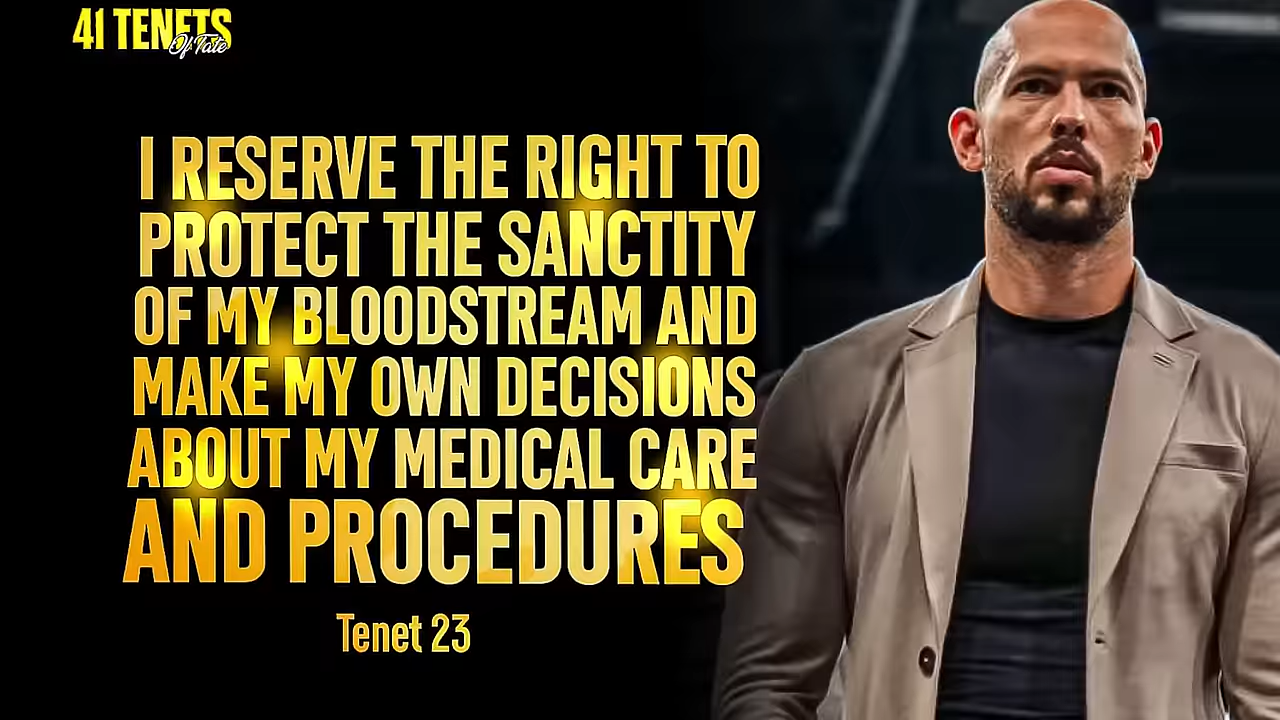 41 TENETS
Of Tate
I RESERVE THE RIGHT TO
PROTECT THE SANCTITY
OF MY BLOODSTREAM AND
MAKE MY OWN DECISIONS
ABOUT MY MEDICAL CARE
AND PROCEDURES
Tenet 23